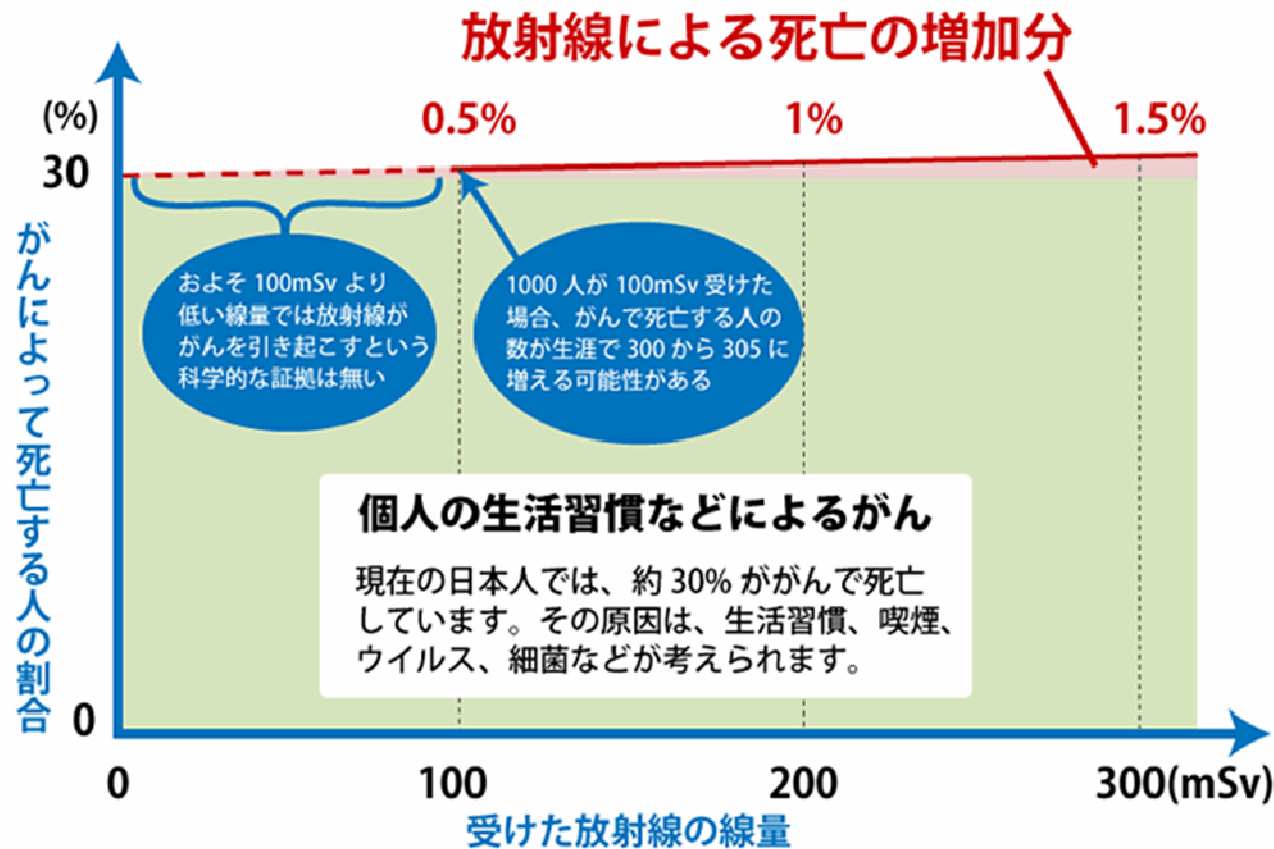 放射線による死亡の増加分
(%)
0.5%
1%
1.5%
30
がんによって死亡する人の割合
およそ 100mSv より
低い線量では放射線が
がんを引き起こすという
科学的な証拠は無い
1000 人が 100mSv 受けた
場合、がんで死亡する人の
数が生涯で 300 から 305 に
増える可能性がある
個人の生活習慣などによるがん
現在の日本人では、約 30% ががんで死亡
しています。その原因は、生活習慣、喫煙、
ウイルス、細菌などが考えられます。
0
0
100
200
300(mSv)
受けた放射線の線量